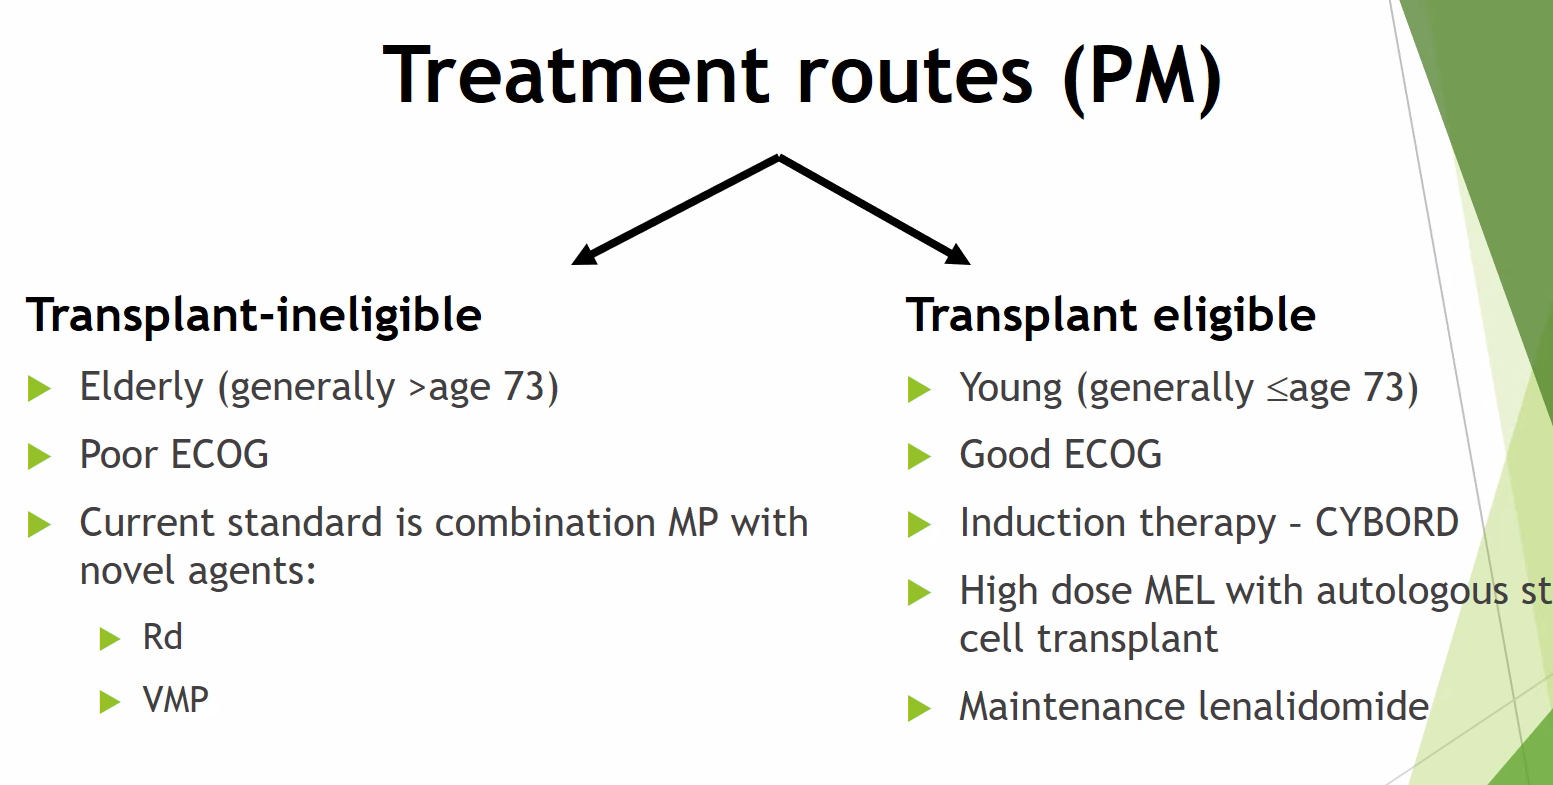 Treatment routes (PM)
Transplant-ineligible
Elderly (generally >age 73)
Poor ECOG
Current standard is combination MP with
novel agents:
Rd
VMP
Transplant eligible
Young (generally ≤age 73)
Good ECOG
Induction therapy – CYBORD
High dose MEL with autologous st
cell transplant
Maintenance lenalidomide